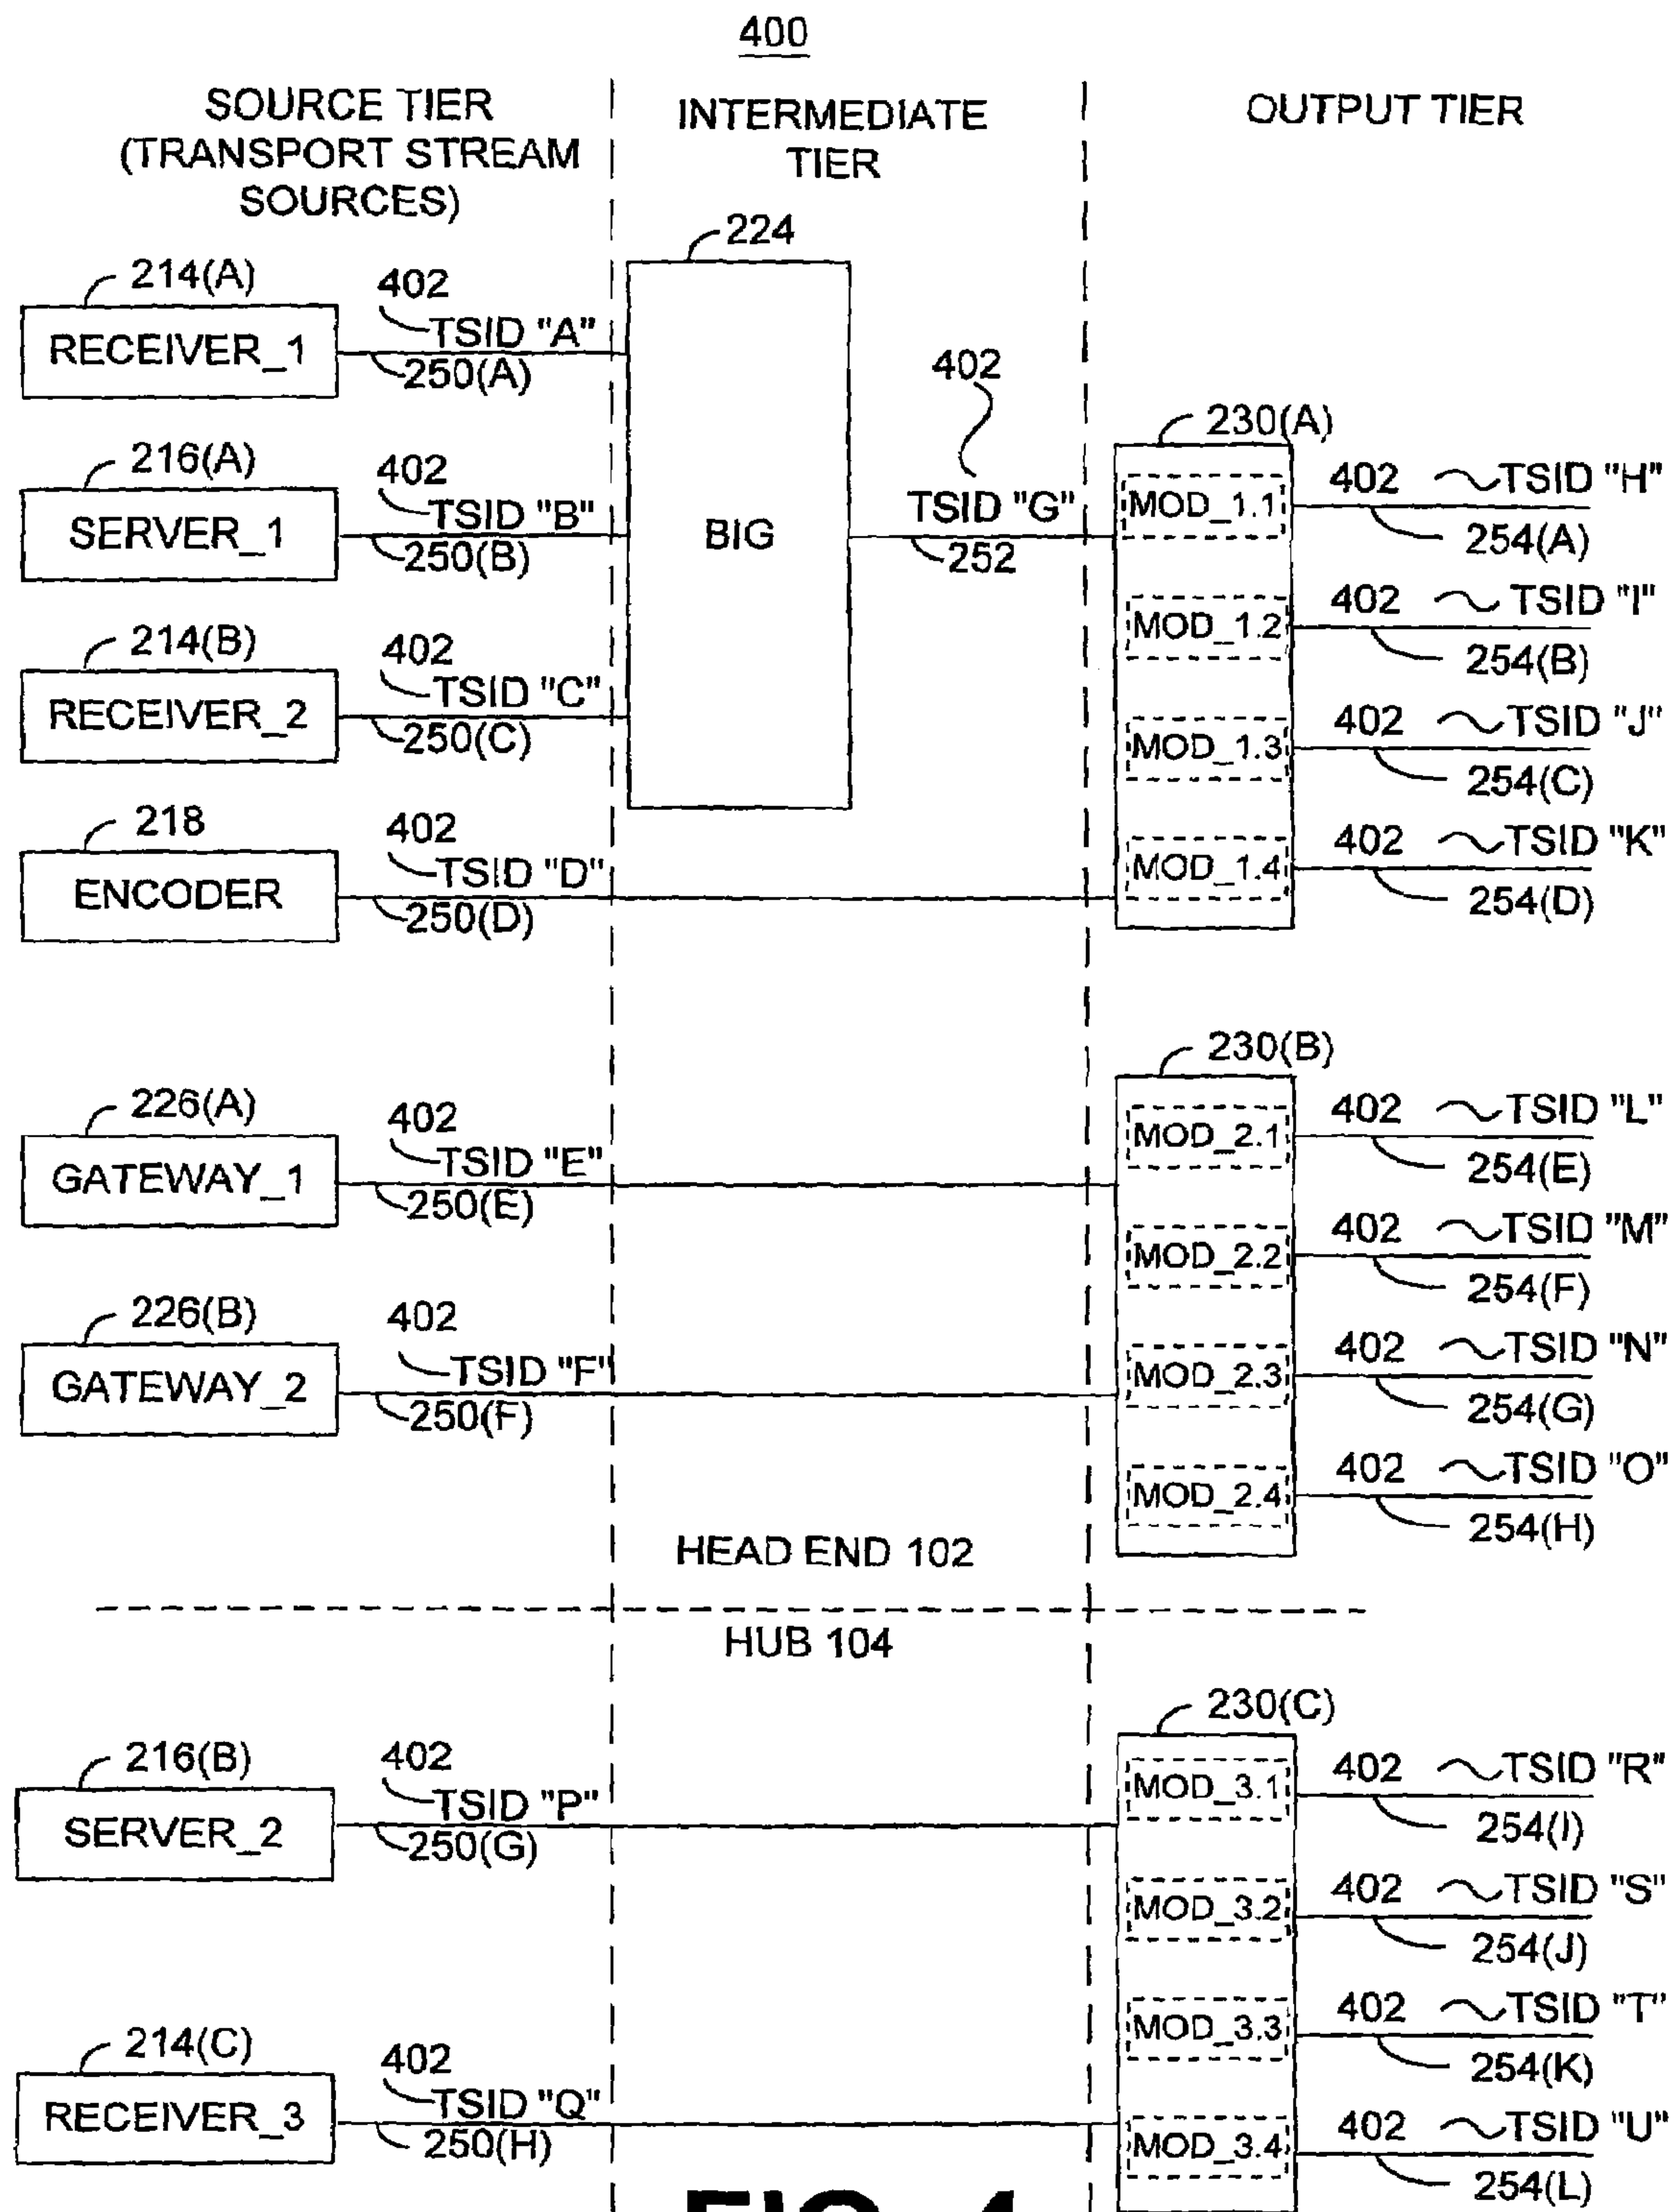 400
SOURCE TIER
(TRANSPORT STREAM
SOURCES)
INTERMEDIATE
TIER
OUTPUT TIER
224
214(A)
RECEIVER_1
402
TSID "A"
250(A)
402
230(A)
216(A)
SERVER_1
402
TSID "B"
250(B)
BIG
TSID "G"
252
MOD_1.1
402 TSID "H"
254(A)
MOD_1.2
402 TSID "I"
254(B)
214(B)
RECEIVER_2
402
TSID "C"
250(C)
MOD_1.3
402 TSID "J"
254(C)
218
ENCODER
402
TSID "D"
250(D)
MOD_1.4
402 TSID "K"
254(D)
230(B)
226(A)
GATEWAY_1
402
TSID "E"
250(E)
MOD_2.1
402 TSID "L"
254(E)
MOD_2.2
402 TSID "M"
254(F)
226(B)
GATEWAY_2
402
TSID "F"
250(F)
MOD_2.3
402 TSID "N"
254(G)
MOD_2.4
402 TSID "O"
254(H)
HEAD END 102
HUB 104
230(C)
216(B)
SERVER_2
402
TSID "P"
250(G)
MOD_3.1
402 TSID "R"
254(I)
MOD_3.2
402 TSID "S"
254(J)
MOD_3.3
402 TSID "T"
254(K)
214(C)
RECEIVER_3
402
TSID "Q"
250(H)
MOD_3.4
402 TSID "U"
254(L)
FIG. 4